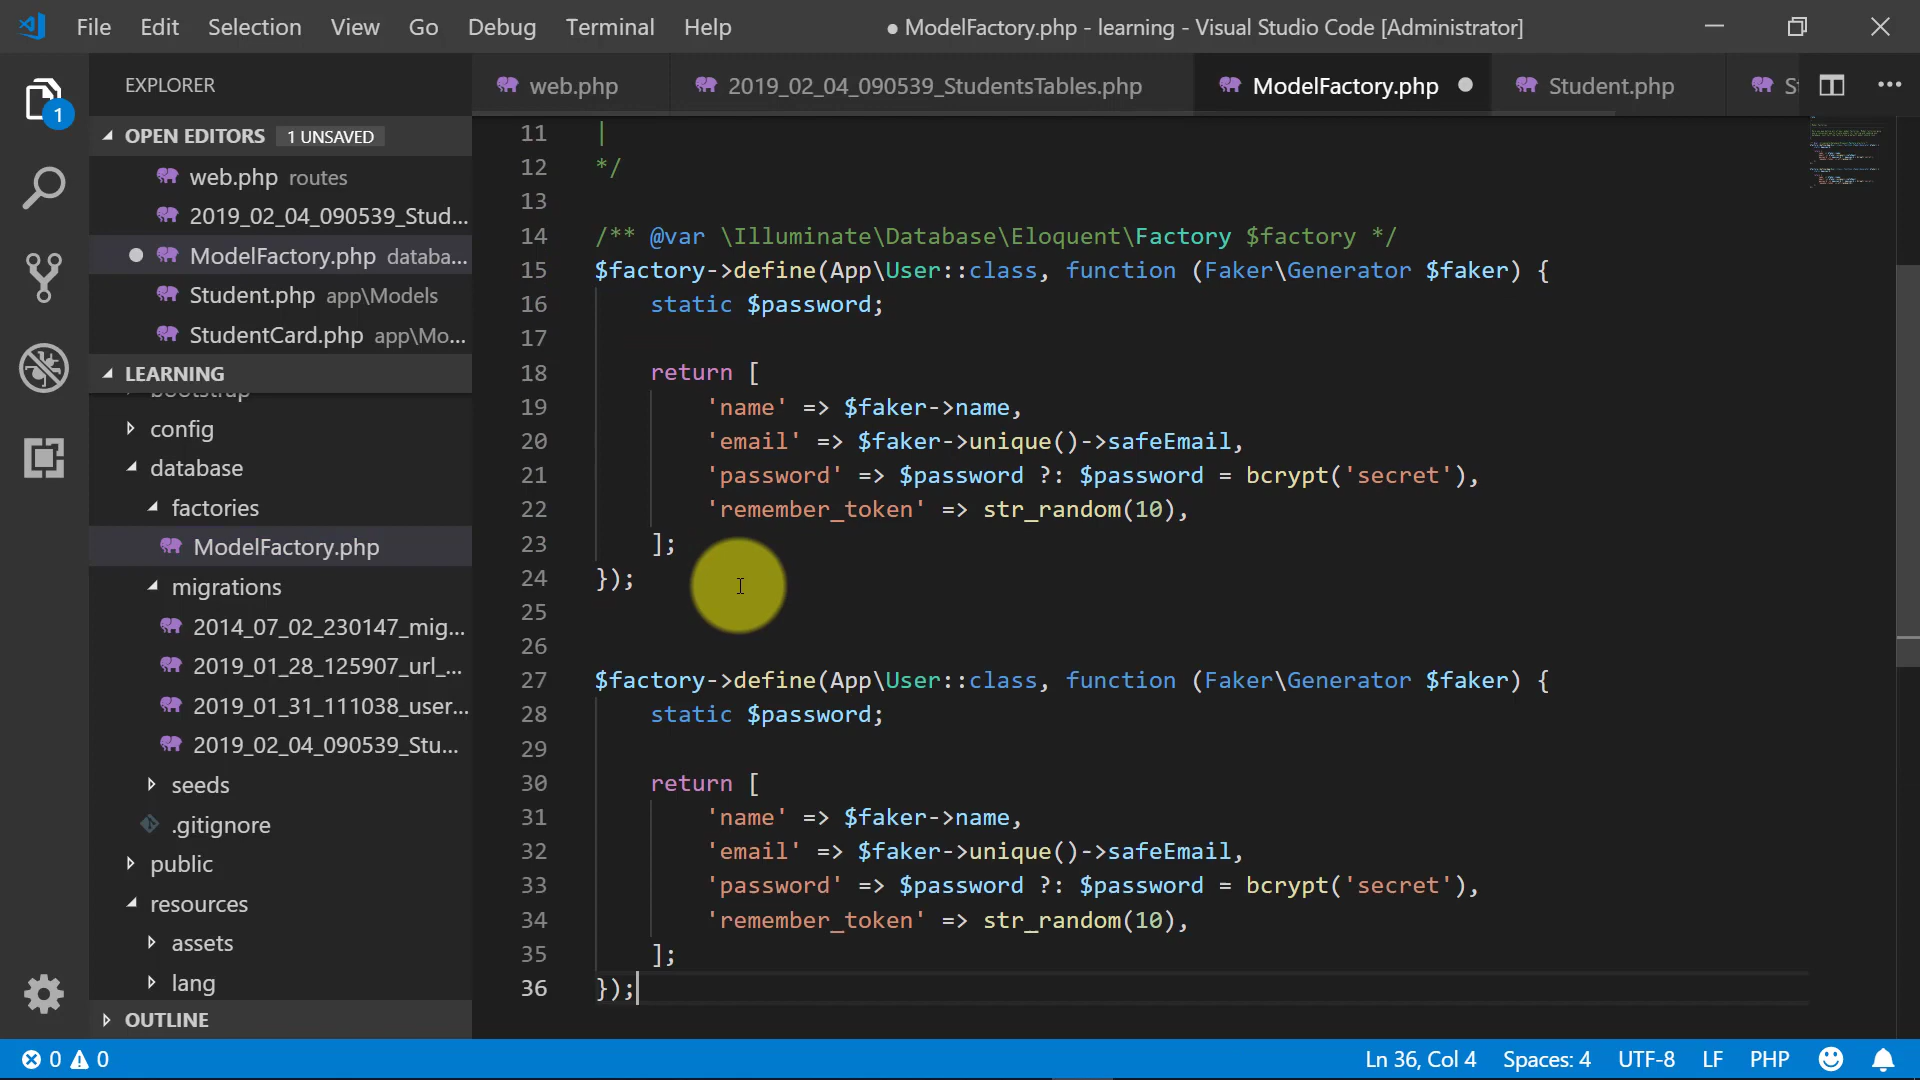 File Edit Selection View Go Debug Terminal Help
● ModelFactory.php - learning - Visual Studio Code [Administrator]
EXPLORER
1
OPEN EDITORS 1 UNSAVED
web.php routes
2019_02_04_090539_Stud...
ModelFactory.php databa...
Student.php app\Models
StudentCard.php app\Mo...
LEARNING
bootstrap
config
database
factories
ModelFactory.php
migrations
2014_07_02_230147_mig...
2019_01_28_125907_url_...
2019_01_31_111038_user...
2019_02_04_090539_Stu...
seeds
.gitignore
public
resources
assets
lang
OUTLINE
web.php 2019_02_04_090539_StudentsTables.php ModelFactory.php Student.php St
11 |
12 */
13
14 /** @var \Illuminate\Database\Eloquent\Factory $factory */
15 $factory->define(App\User::class, function (Faker\Generator $faker) {
16 static $password;
17
18 return [
19 'name' => $faker->name,
20 'email' => $faker->unique()->safeEmail,
21 'password' => $password ?: $password = bcrypt('secret'),
22 'remember_token' => str_random(10),
23 ];
24 });
25
26
27 $factory->define(App\User::class, function (Faker\Generator $faker) {
28 static $password;
29
30 return [
31 'name' => $faker->name,
32 'email' => $faker->unique()->safeEmail,
33 'password' => $password ?: $password = bcrypt('secret'),
34 'remember_token' => str_random(10),
35 ];
36 });
0 0
Ln 36, Col 4 Spaces: 4 UTF-8 LF PHP